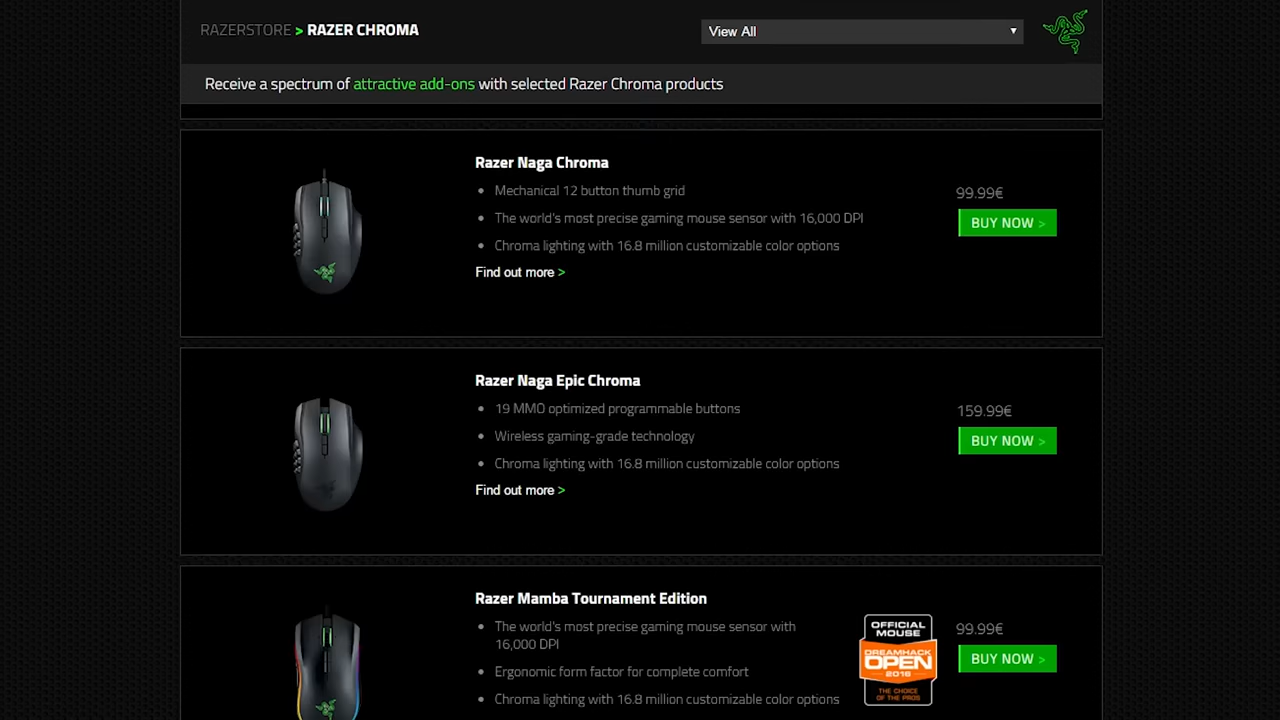 RAZERSTORE > RAZER CHROMA
View All
Receive a spectrum of attractive add-ons with selected Razer Chroma products
Razer Naga Chroma
Mechanical 12 button thumb grid
The world's most precise gaming mouse sensor with 16,000 DPI
Chroma lighting with 16.8 million customizable color options
Find out more >
99.99€
BUY NOW >
Razer Naga Epic Chroma
19 MMO optimized programmable buttons
Wireless gaming-grade technology
Chroma lighting with 16.8 million customizable color options
Find out more >
159.99€
BUY NOW >
Razer Mamba Tournament Edition
The world's most precise gaming mouse sensor with
16,000 DPI
Ergonomic form factor for complete comfort
Chroma lighting with 16.8 million customizable color options
OFFICIAL
MOUSE
DREAMHACK
OPEN
2016
THE CHOICE
OF THE PROS
99.99€
BUY NOW >